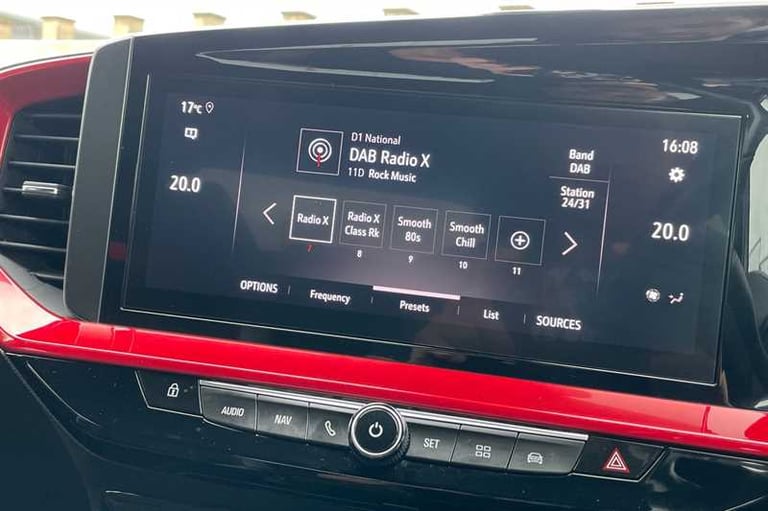 17°C
16:08
D1 National
DAB Radio X
11D Rock Music
Band
DAB
Station
24/31
20.0
20.0
Radio X
Radio X
Class Rk
Smooth
80s
Smooth
Chill
7
8
9
10
11
OPTIONS
Frequency
Presets
List
SOURCES
AUDIO
NAV
SET